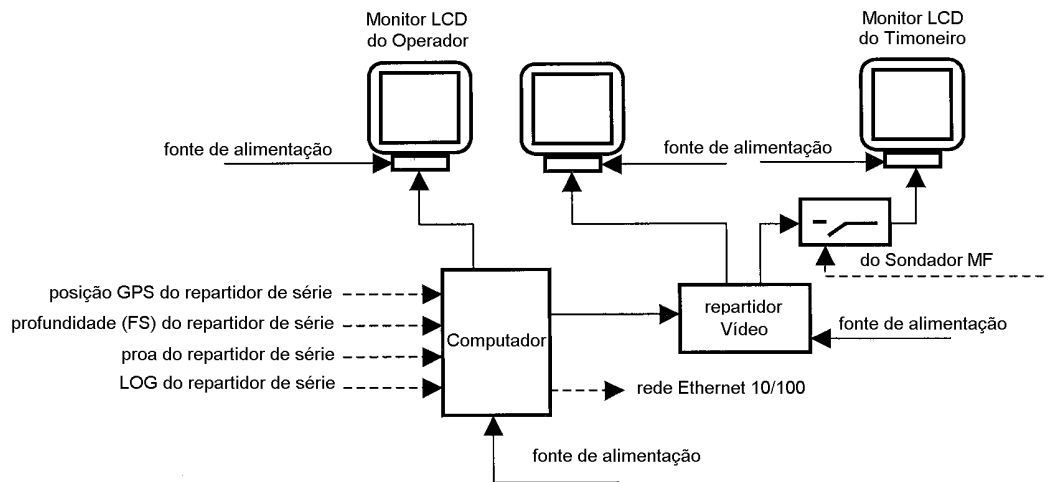 Monitor LCD
do Operador
Monitor LCD
do Timoneiro
fonte de alimentação
fonte de alimentação
do Sondador MF
posição GPS do repartidor de série
profundidade (FS) do repartidor de série
proa do repartidor de série
LOG do repartidor de série
Computador
repartidor
Vídeo
fonte de alimentação
rede Ethernet 10/100
fonte de alimentação